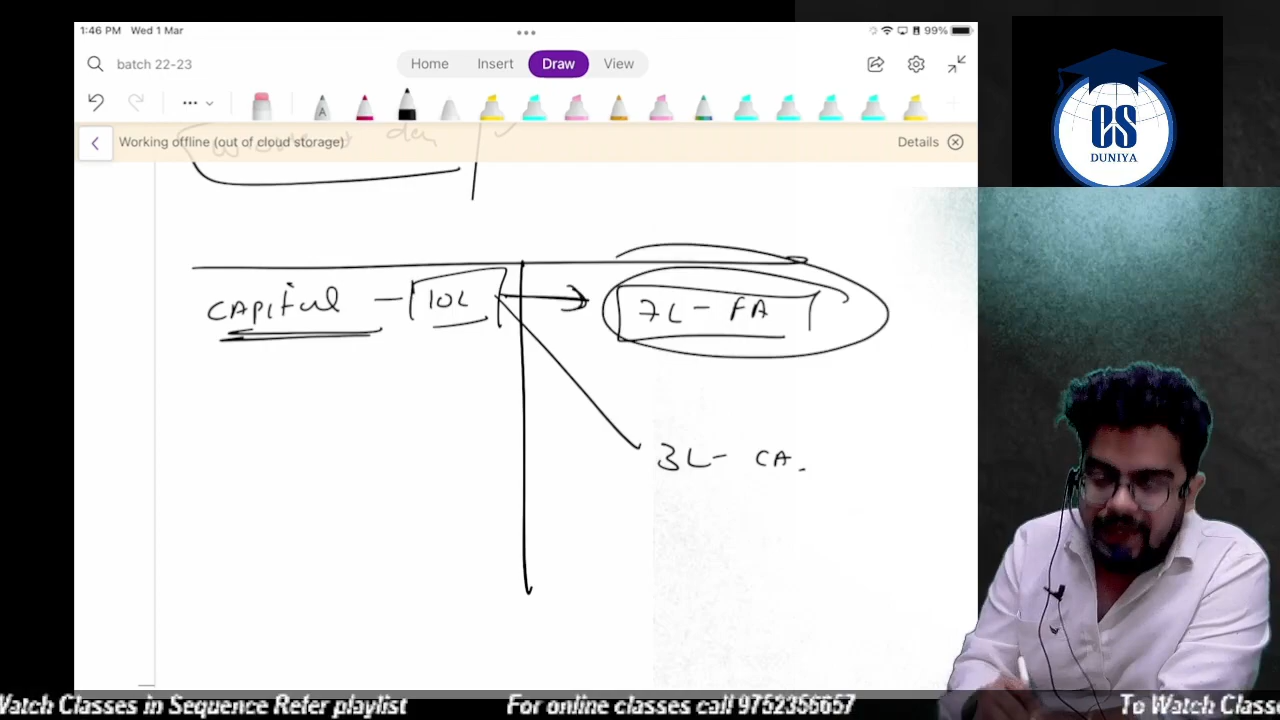 1:46 PM Wed 1 Mar
99%
batch 22-23
Home Insert Draw View
A
Working offline (out of cloud storage)
Details
CAPITAL - 10L
7L - FA
3L - CA.
CS
DUNIYA
Watch Classes in Sequence Refer playlist
For online classes call 9752356657
To Watch Classe